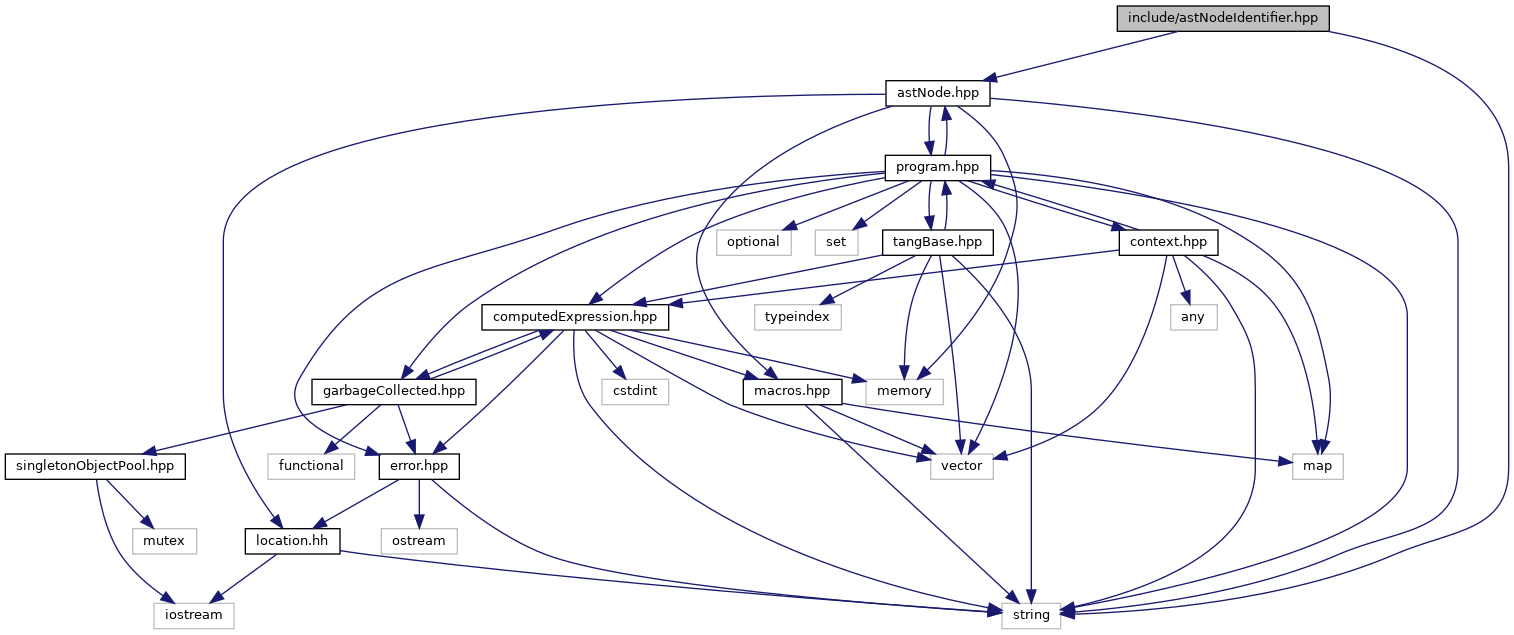 include/astNodeIdentifier.hpp
astNode.hpp
program.hpp
optional
set
tangBase.hpp
context.hpp
computedExpression.hpp
typeindex
any
garbageCollected.hpp
cstdint
macros.hpp
memory
singletonObjectPool.hpp
functional
error.hpp
vector
map
mutex
location.hh
ostream
iostream
string